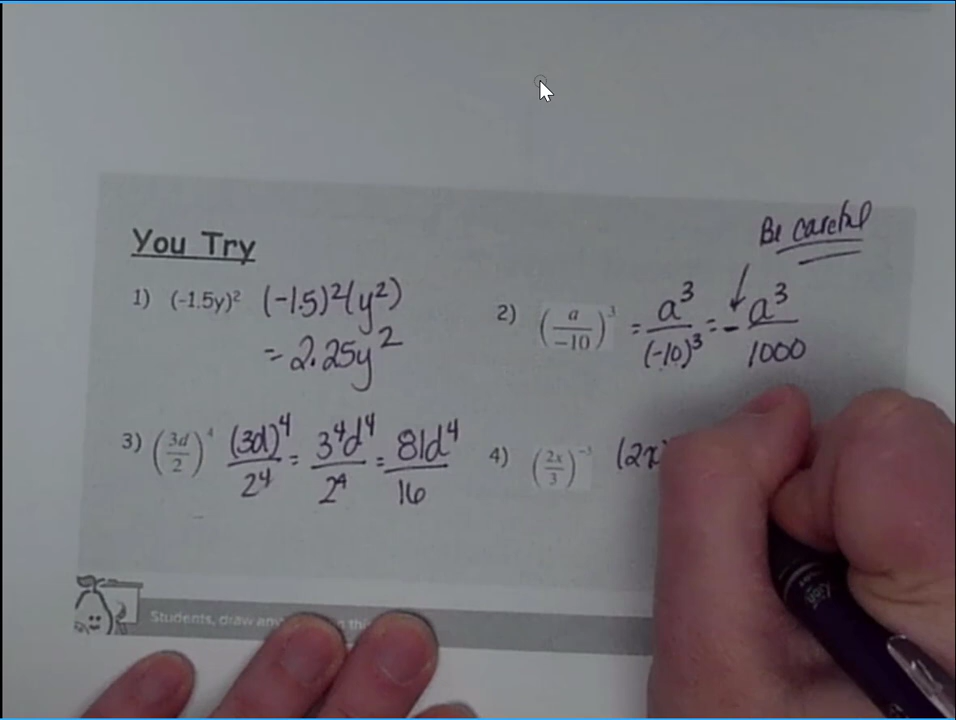 Be careful
You Try
1) (-1.5y)² (-1.5)²(y²)
= 2.25y²
2) (a/-10)³ = a³/(-10)³ = - a³/1000
3) (3d/2)⁴ (3d)⁴/2⁴ = 3⁴d⁴/2⁴ = 81d⁴/16
4) (2x/3)⁻³ (2x)
Students, draw